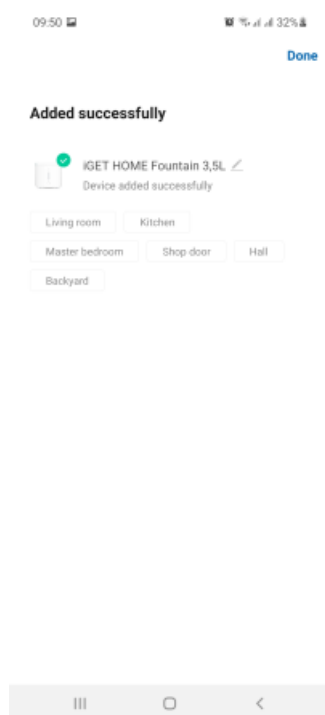 09:50 32%
Done
Added successfully
iGET HOME Fountain 3,5L
Device added successfully
Living room Kitchen
Master bedroom Shop door Hall
Backyard